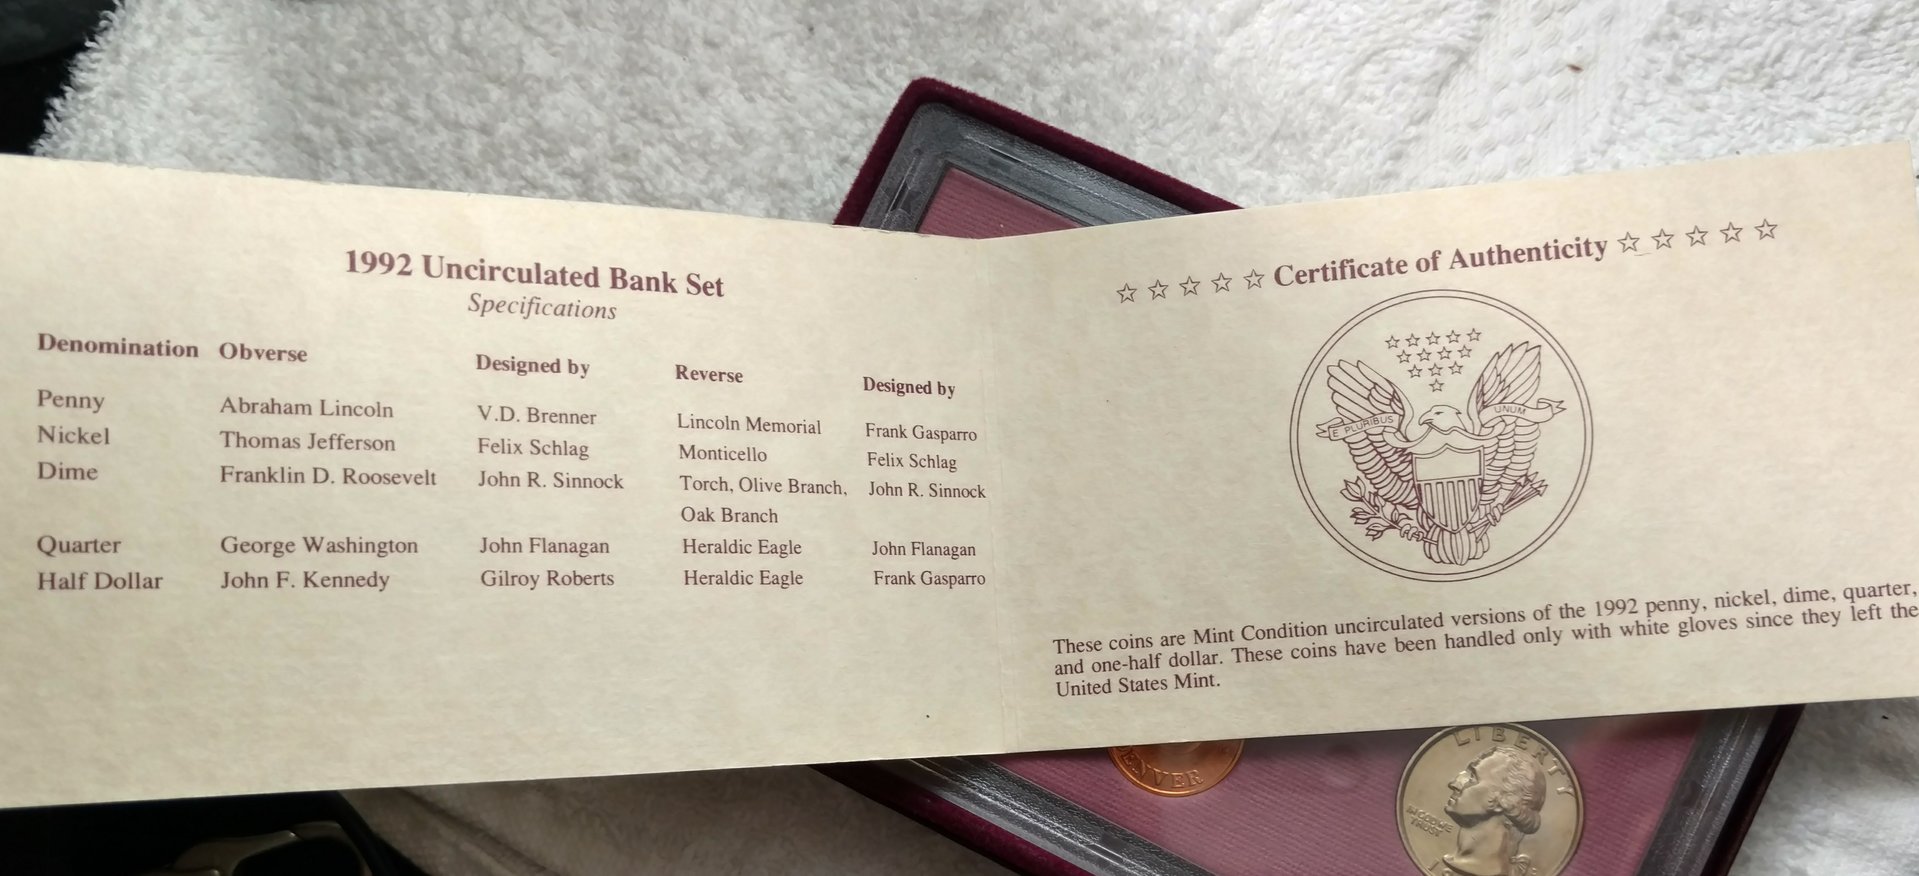 1992 Uncirculated Bank Set
Specifications
Denomination Obverse Designed by Reverse Designed by
Penny Abraham Lincoln V.D. Brenner Lincoln Memorial Frank Gasparro
Nickel Thomas Jefferson Felix Schlag Monticello Felix Schlag
Dime Franklin D. Roosevelt John R. Sinnock Torch, Olive Branch, John R. Sinnock
Oak Branch
Quarter George Washington John Flanagan Heraldic Eagle John Flanagan
Half Dollar John F. Kennedy Gilroy Roberts Heraldic Eagle Frank Gasparro
☆ ☆ ☆ ☆ ☆ Certificate of Authenticity ☆ ☆ ☆ ☆ ☆
E PLURIBUS UNUM
These coins are Mint Condition uncirculated versions of the 1992 penny, nickel, dime, quarter,
and one-half dollar. These coins have been handled only with white gloves since they left the
United States Mint.
LIBERTY
IN GOD WE
TRUST